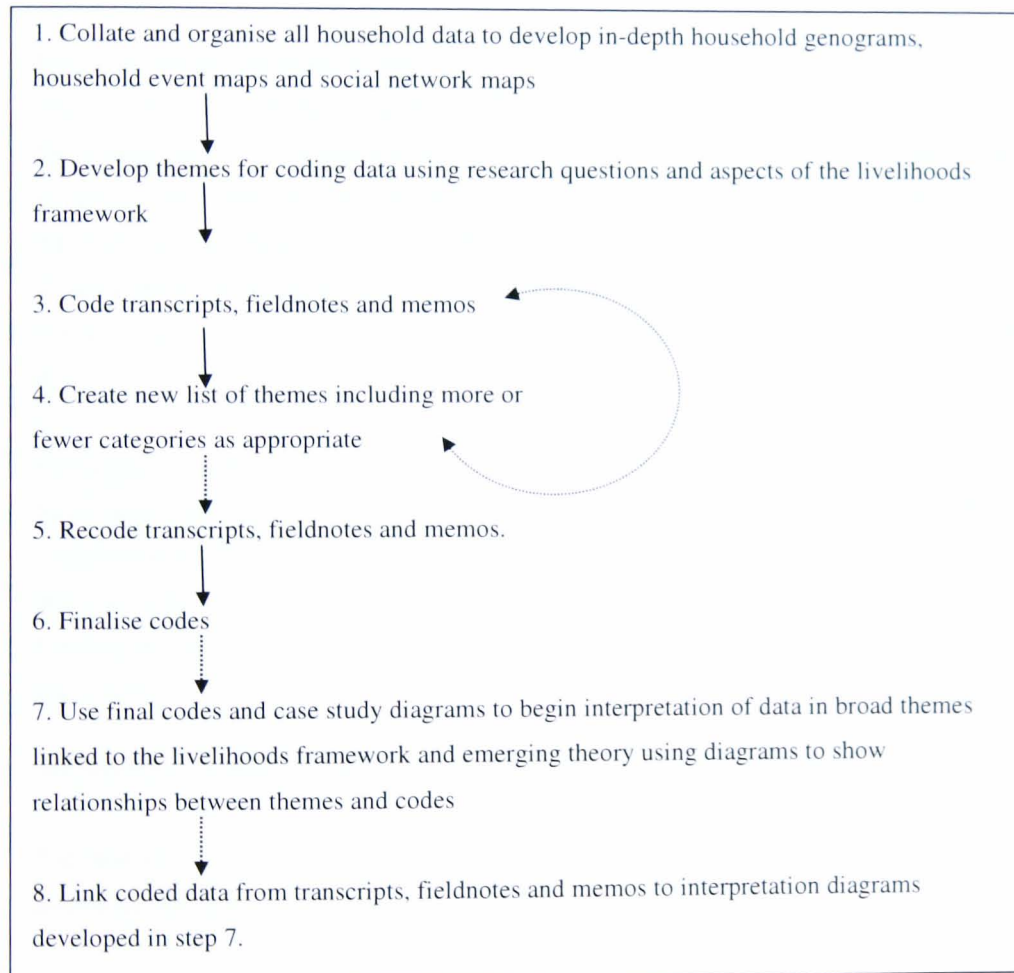 1. Collate and organise all household data to develop in-depth household genograms,
household event maps and social network maps
2. Develop themes for coding data using research questions and aspects of the livelihoods
framework
3. Code transcripts, fieldnotes and memos
4. Create new list of themes including more or
fewer categories as appropriate
5. Recode transcripts, fieldnotes and memos.
6. Finalise codes
7. Use final codes and case study diagrams to begin interpretation of data in broad themes
linked to the livelihoods framework and emerging theory using diagrams to show
relationships between themes and codes
8. Link coded data from transcripts, fieldnotes and memos to interpretation diagrams
developed in step 7.